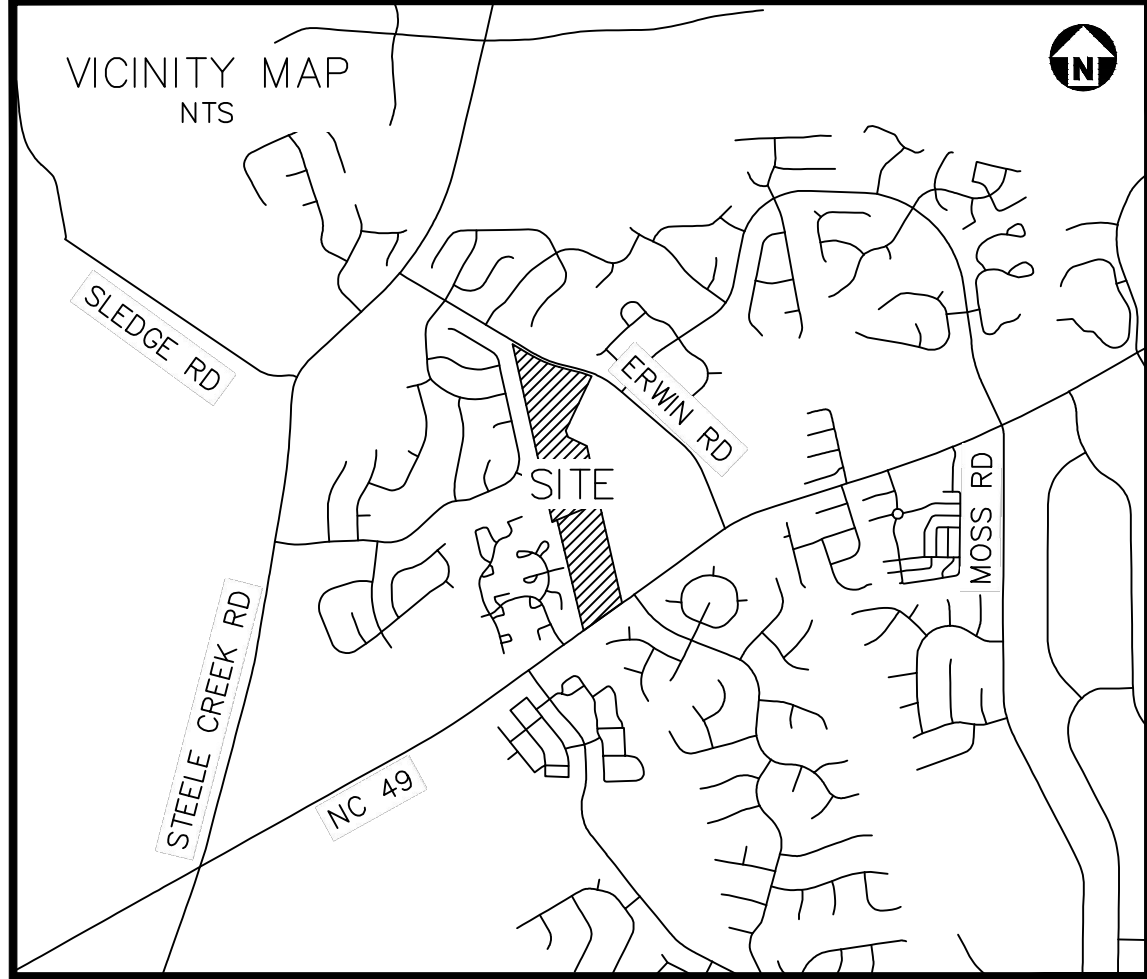 VICINITY MAP
NTS
N
SLEDGE RD
ERWIN RD
SITE
MOSS RD
STEELE CREEK RD
NC 49